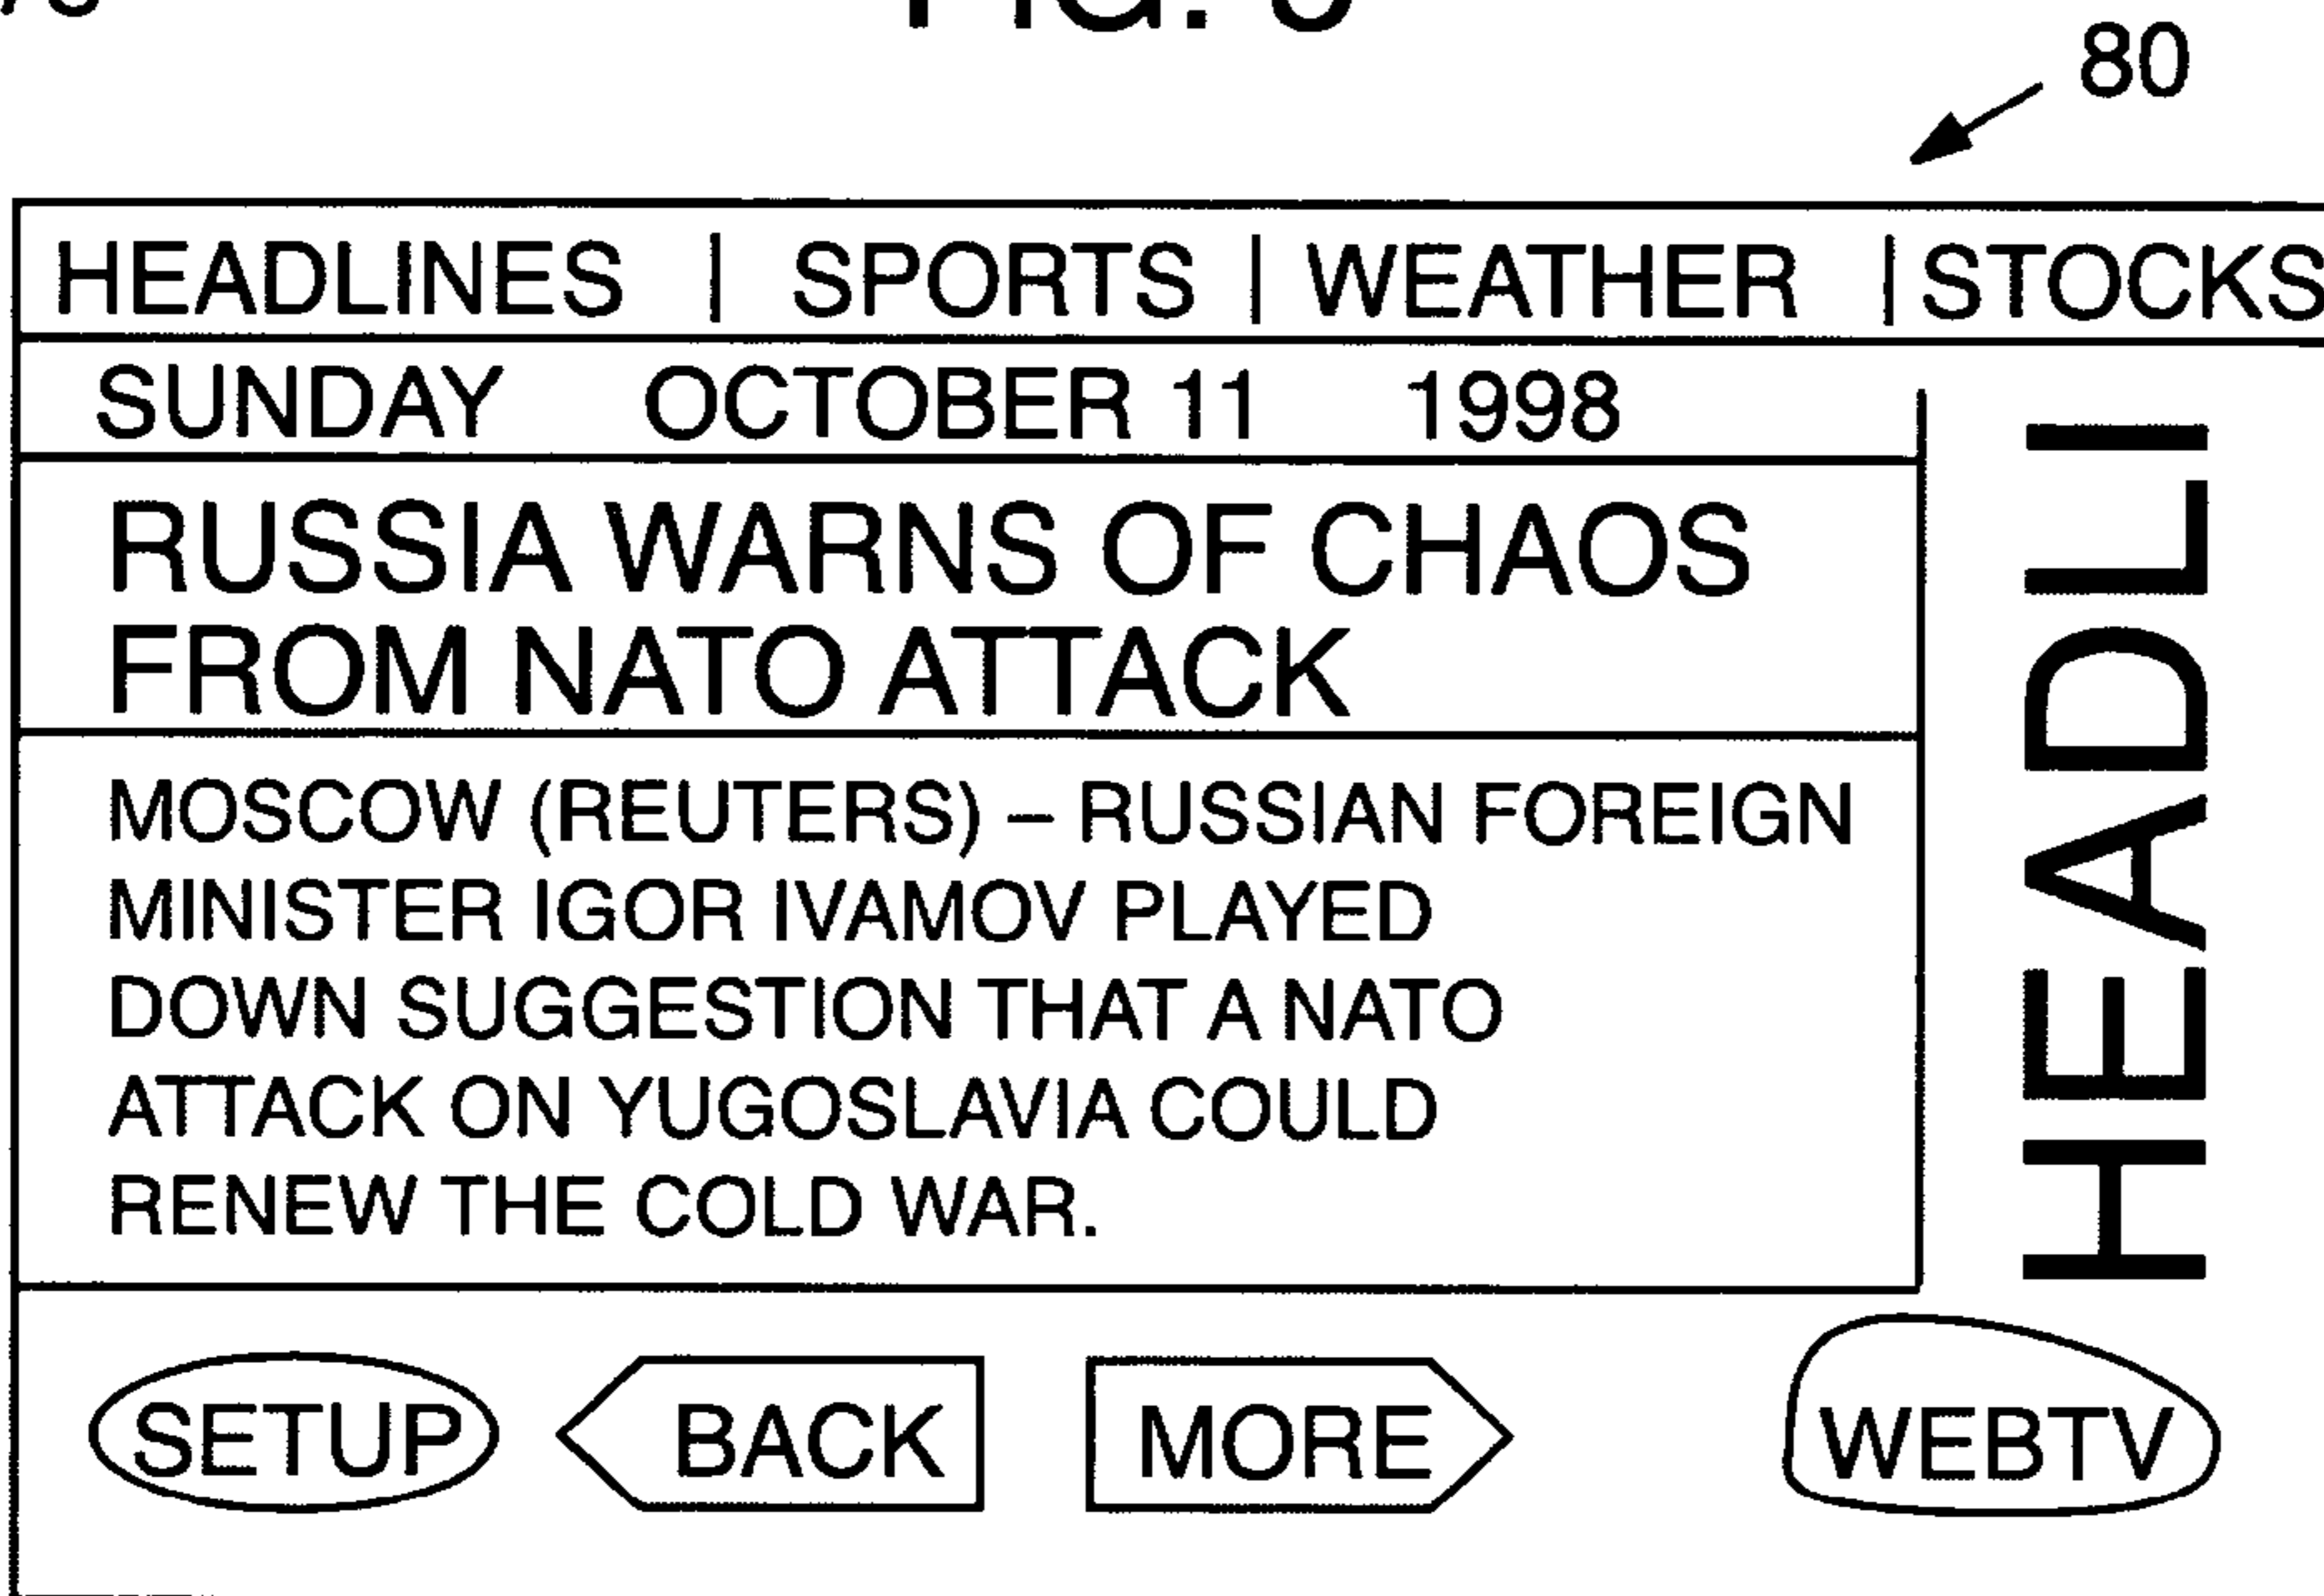 80
HEADLINES | SPORTS | WEATHER | STOCKS
SUNDAY OCTOBER 11 1998
RUSSIA WARNS OF CHAOS
FROM NATO ATTACK
MOSCOW (REUTERS) – RUSSIAN FOREIGN
MINISTER IGOR IVAMOV PLAYED
DOWN SUGGESTION THAT A NATO
ATTACK ON YUGOSLAVIA COULD
RENEW THE COLD WAR.
HEADLI
SETUP BACK MORE WEBTV